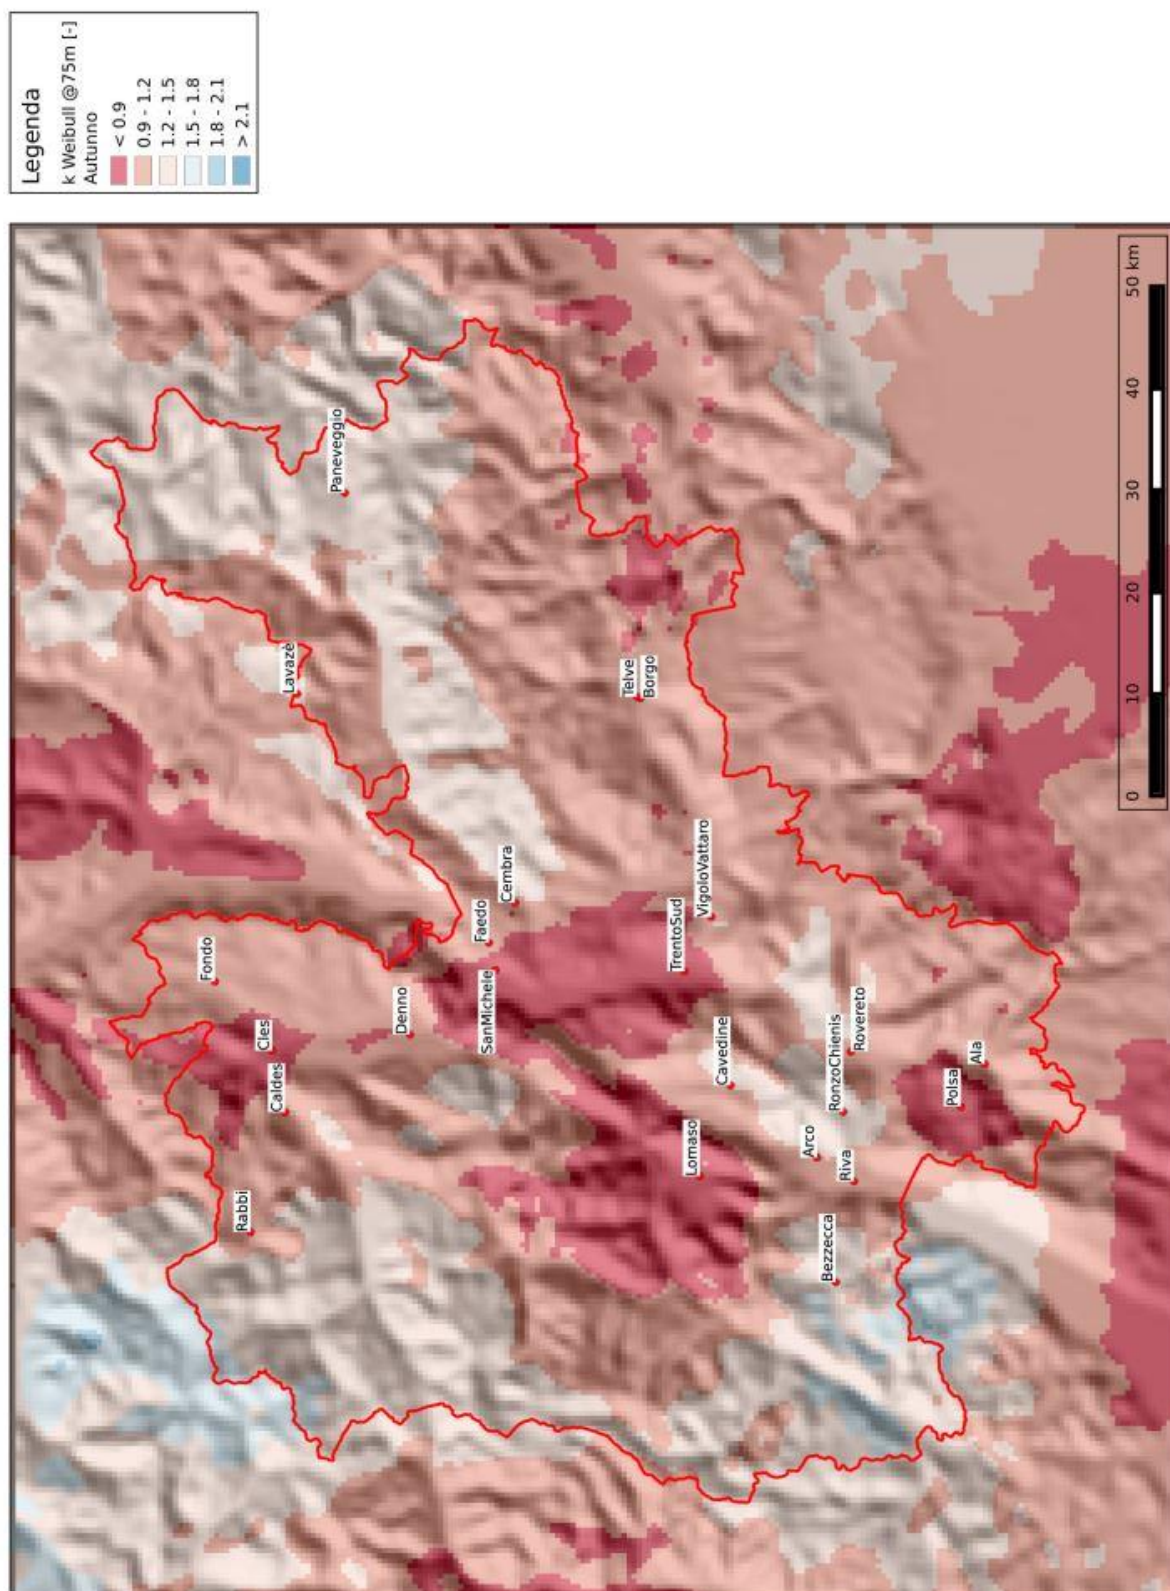 Legenda
k Weibull @75m [-]
Autunno
< 0.9
0.9 - 1.2
1.2 - 1.5
1.5 - 1.8
1.8 - 2.1
> 2.1
Paneveggio
Lavazè
Telve
Borgo
Cembra
VigoloVattaro
Faedo
TrentoSud
Fondo
SanMichele
Denno
Cles
Rovereto
Cavedine
RonzoChienis
Caldes
Ala
Polsa
Lomaso
Arco
Riva
Rabbi
Bezzecca
0 10 20 30 40 50 km